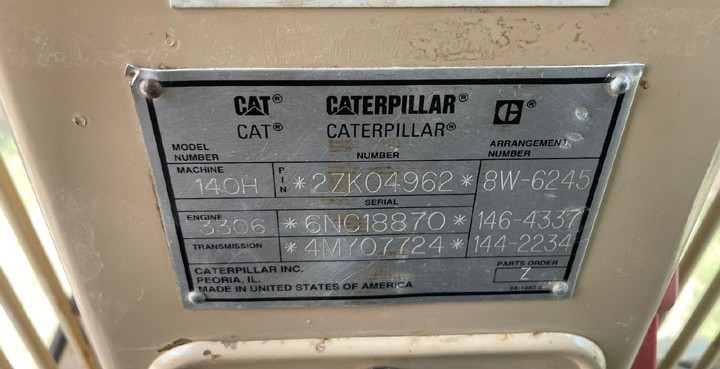 CAT® CATERPILLAR® C®
CAT® CATERPILLAR®
MODEL NUMBER NUMBER ARRANGEMENT NUMBER
MACHINE 140H PIN *2ZK04962* 8W-6245
SERIAL
ENGINE 3306 *6NC18870* 146-4337
TRANSMISSION *4MY07724* 144-2234
CATERPILLAR INC. PARTS ORDER
PEORIA, IL. Z
MADE IN UNITED STATES OF AMERICA